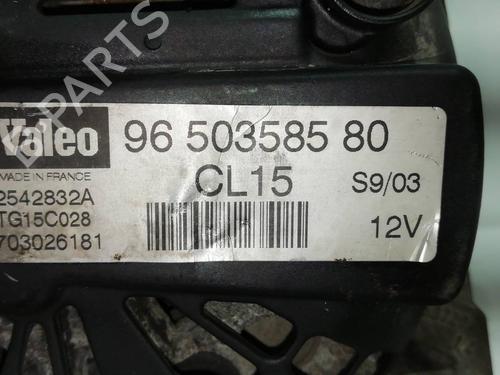 B-PARTS
Valeo
96 503585 80
MADE IN FRANCE
CL15
S9/03
2542832A
TG15C028
12V
703026181